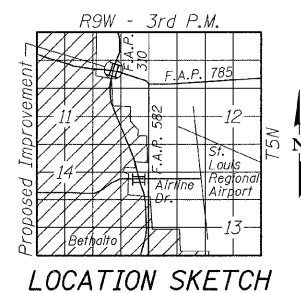 R9W - 3rd P.M.
F.A.P.
310
F.A.P. 785
Proposed Improvement
11
12
F.A.P. 582
T5N
N
14
St.
Louis
Regional
Airport
Airline
Dr.
13
Bethalto
LOCATION SKETCH